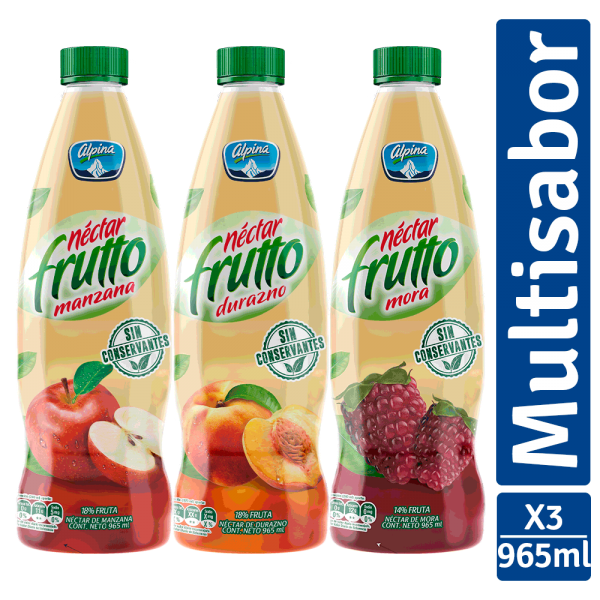 Alpina
néctar
frutto
manzana
SIN
CONSERVANTES
18% FRUTA
NÉCTAR DE MANZANA
CONT. NETO 965 ml
Alpina
néctar
frutto
durazno
SIN
CONSERVANTES
18% FRUTA
NÉCTAR DE DURAZNO
CONT. NETO 965 ml
Alpina
néctar
frutto
mora
SIN
CONSERVANTES
14% FRUTA
NÉCTAR DE MORA
CONT. NETO 965 ml
Multisabor
X3
965ml